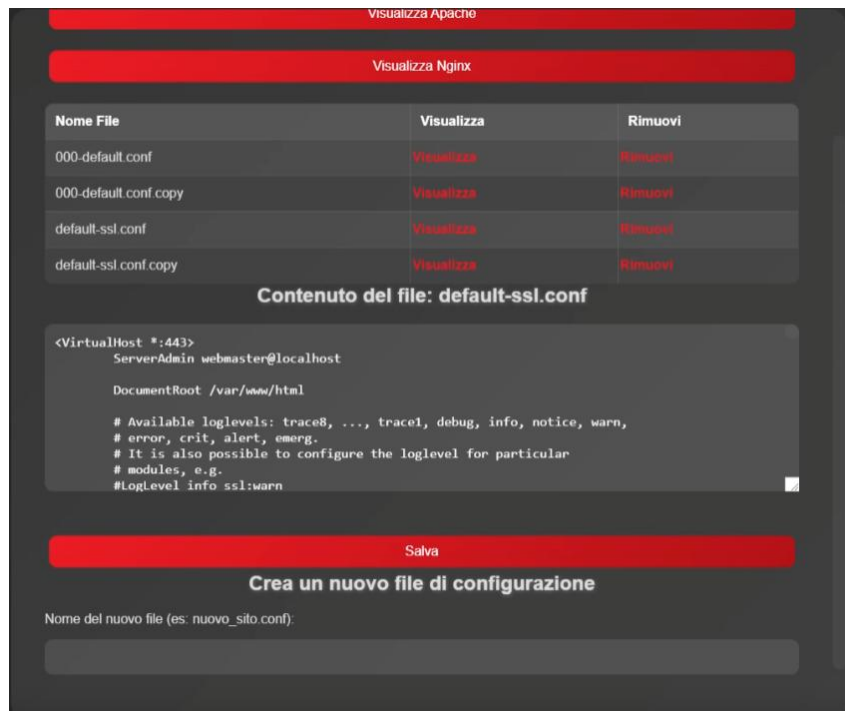 Visualizza Apache
Visualizza Nginx
Nome File Visualizza Rimuovi
000-default.conf Visualizza Rimuovi
000-default.conf.copy Visualizza Rimuovi
default-ssl.conf Visualizza Rimuovi
default-ssl.conf.copy Visualizza Rimuovi
Contenuto del file: default-ssl.conf
<VirtualHost *:443>
ServerAdmin webmaster@localhost
DocumentRoot /var/www/html
# Available loglevels: trace8, ..., trace1, debug, info, notice, warn,
# error, crit, alert, emerg.
# It is also possible to configure the loglevel for particular
# modules, e.g.
#LogLevel info ssl:warn
Salva
Crea un nuovo file di configurazione
Nome del nuovo file (es: nuovo_sito.conf):